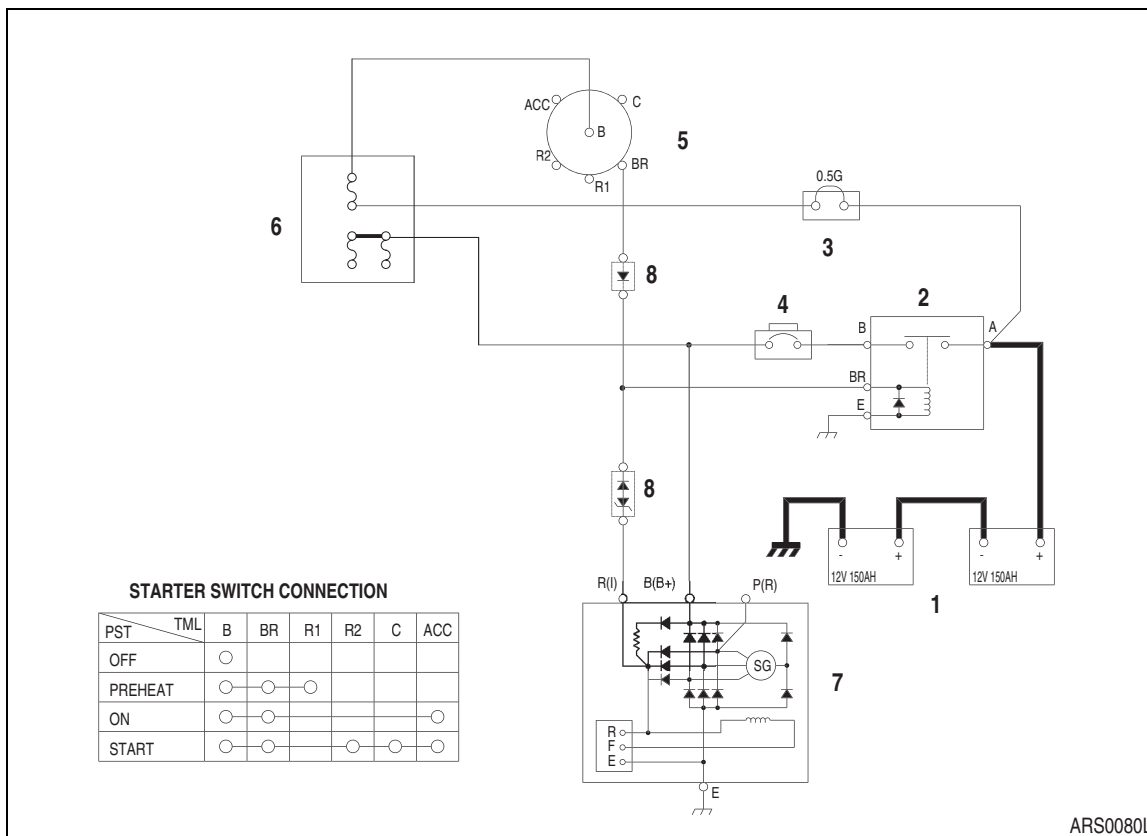 ACC
C
B
5
R2
BR
R1
0.5G
6
3
8
4
2
B
A
BR
E
8
- +
12V 150AH
- +
12V 150AH
1
R(I) B(B+) P(R)
SG
7
R
F
E
E
STARTER SWITCH CONNECTION
PST TML B BR R1 R2 C ACC
OFF
PREHEAT
ON
START
ARS0080L